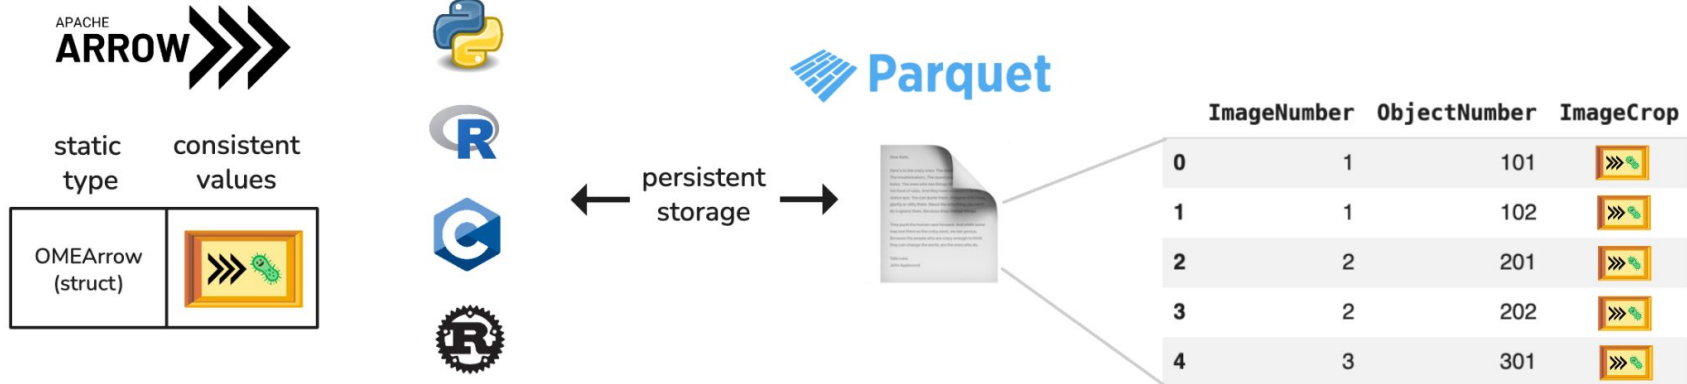 APACHE
ARROW
static
type
consistent
values
OMEArrow
(struct)
R
C
R
persistent
storage
Parquet
ImageNumber ObjectNumber ImageCrop
0 1 101
1 1 102
2 2 201
3 2 202
4 3 301